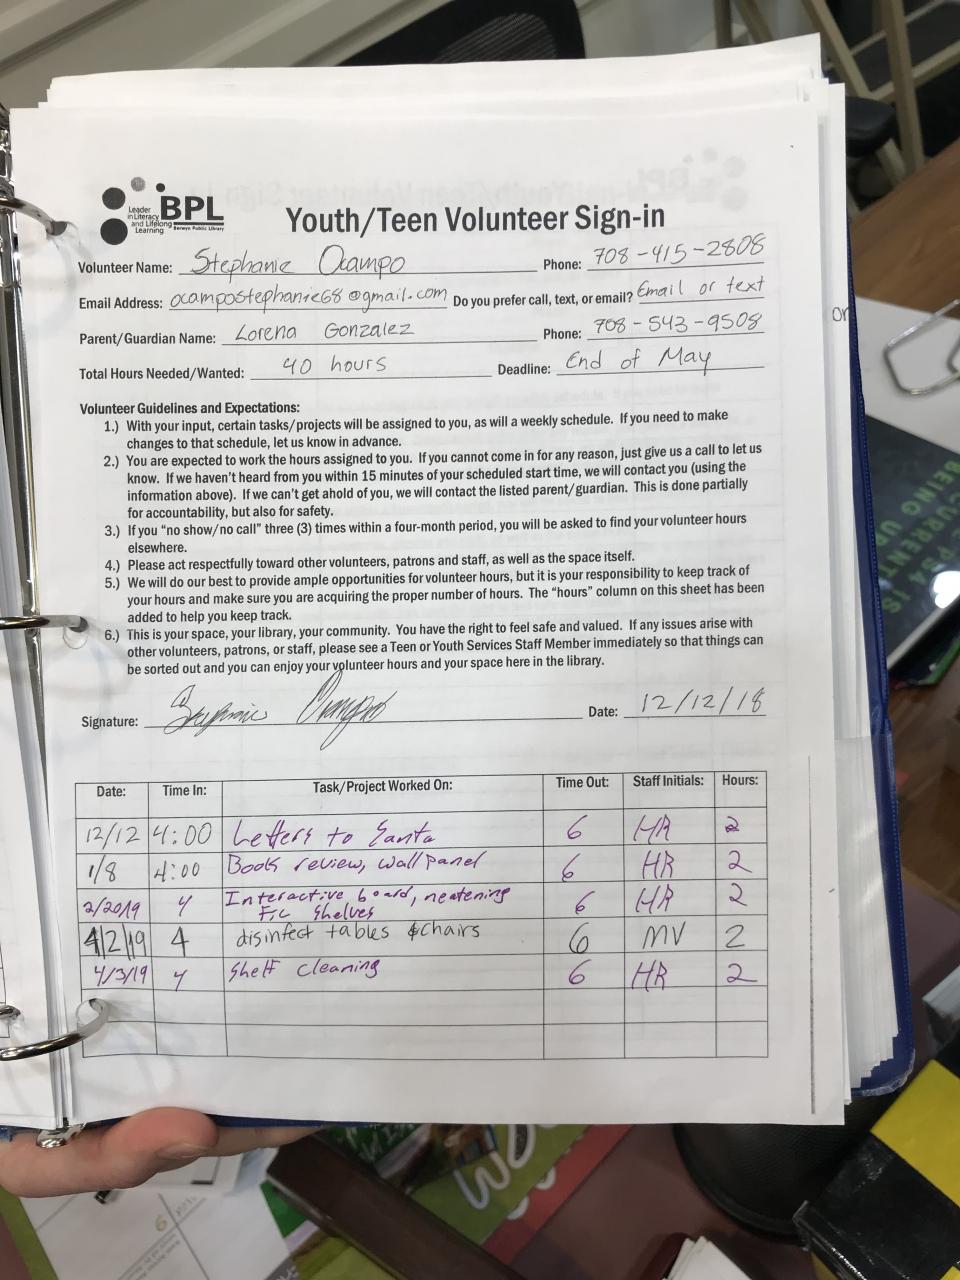 Leader
in Literacy
and Lifelong
Learning
BPL
Berwyn Public Library
Youth/Teen Volunteer Sign-in
Volunteer Name: Stephanie Ocampo Phone: 708-415-2808
Email Address: ocampostephanie68@gmail.com Do you prefer call, text, or email? Email or text
Parent/Guardian Name: Lorena Gonzalez Phone: 708-543-9508
Total Hours Needed/Wanted: 40 hours Deadline: End of May
Volunteer Guidelines and Expectations:
1.) With your input, certain tasks/projects will be assigned to you, as will a weekly schedule. If you need to make
changes to that schedule, let us know in advance.
2.) You are expected to work the hours assigned to you. If you cannot come in for any reason, just give us a call to let us
know. If we haven't heard from you within 15 minutes of your scheduled start time, we will contact you (using the
information above). If we can't get ahold of you, we will contact the listed parent/guardian. This is done partially
for accountability, but also for safety.
3.) If you "no show/no call" three (3) times within a four-month period, you will be asked to find your volunteer hours
elsewhere.
4.) Please act respectfully toward other volunteers, patrons and staff, as well as the space itself.
5.) We will do our best to provide ample opportunities for volunteer hours, but it is your responsibility to keep track of
your hours and make sure you are acquiring the proper number of hours. The "hours" column on this sheet has been
added to help you keep track.
6.) This is your space, your library, your community. You have the right to feel safe and valued. If any issues arise with
other volunteers, patrons, or staff, please see a Teen or Youth Services Staff Member immediately so that things can
be sorted out and you can enjoy your volunteer hours and your space here in the library.
Signature: Stephanie Ocampo Date: 12/12/18
Date: Time In: Task/Project Worked On: Time Out: Staff Initials: Hours:
12/12 4:00 Letters to Santa 6 HR 2
1/8 4:00 Book review, wall panel 6 HR 2
2/20/19 4 Interactive board, neatening 6 HR 2
Fic shelves
4/2/19 4 disinfect tables & chairs 6 MV 2
4/3/19 4 Shelf cleaning 6 HR 2
or